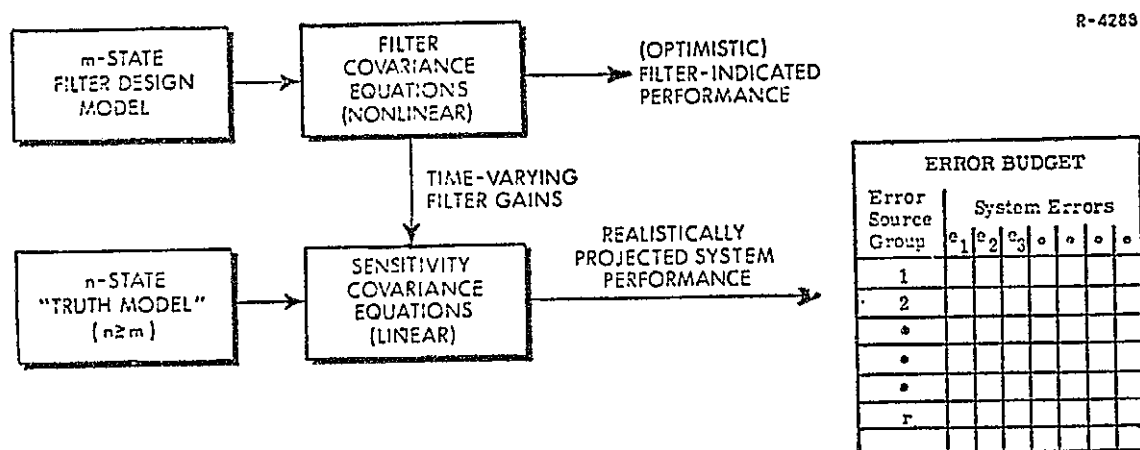 R-4288
m-STATE
FILTER DESIGN
MODEL
FILTER
COVARIANCE
EQUATIONS
(NONLINEAR)
(OPTIMISTIC)
FILTER-INDICATED
PERFORMANCE
TIME-VARYING
FILTER GAINS
n-STATE
"TRUTH MODEL"
(n≥m)
SENSITIVITY
COVARIANCE
EQUATIONS
(LINEAR)
REALISTICALLY
PROJECTED SYSTEM
PERFORMANCE
ERROR BUDGET
Error
Source
Group
System Errors
e1 e2 e3
1
2
r